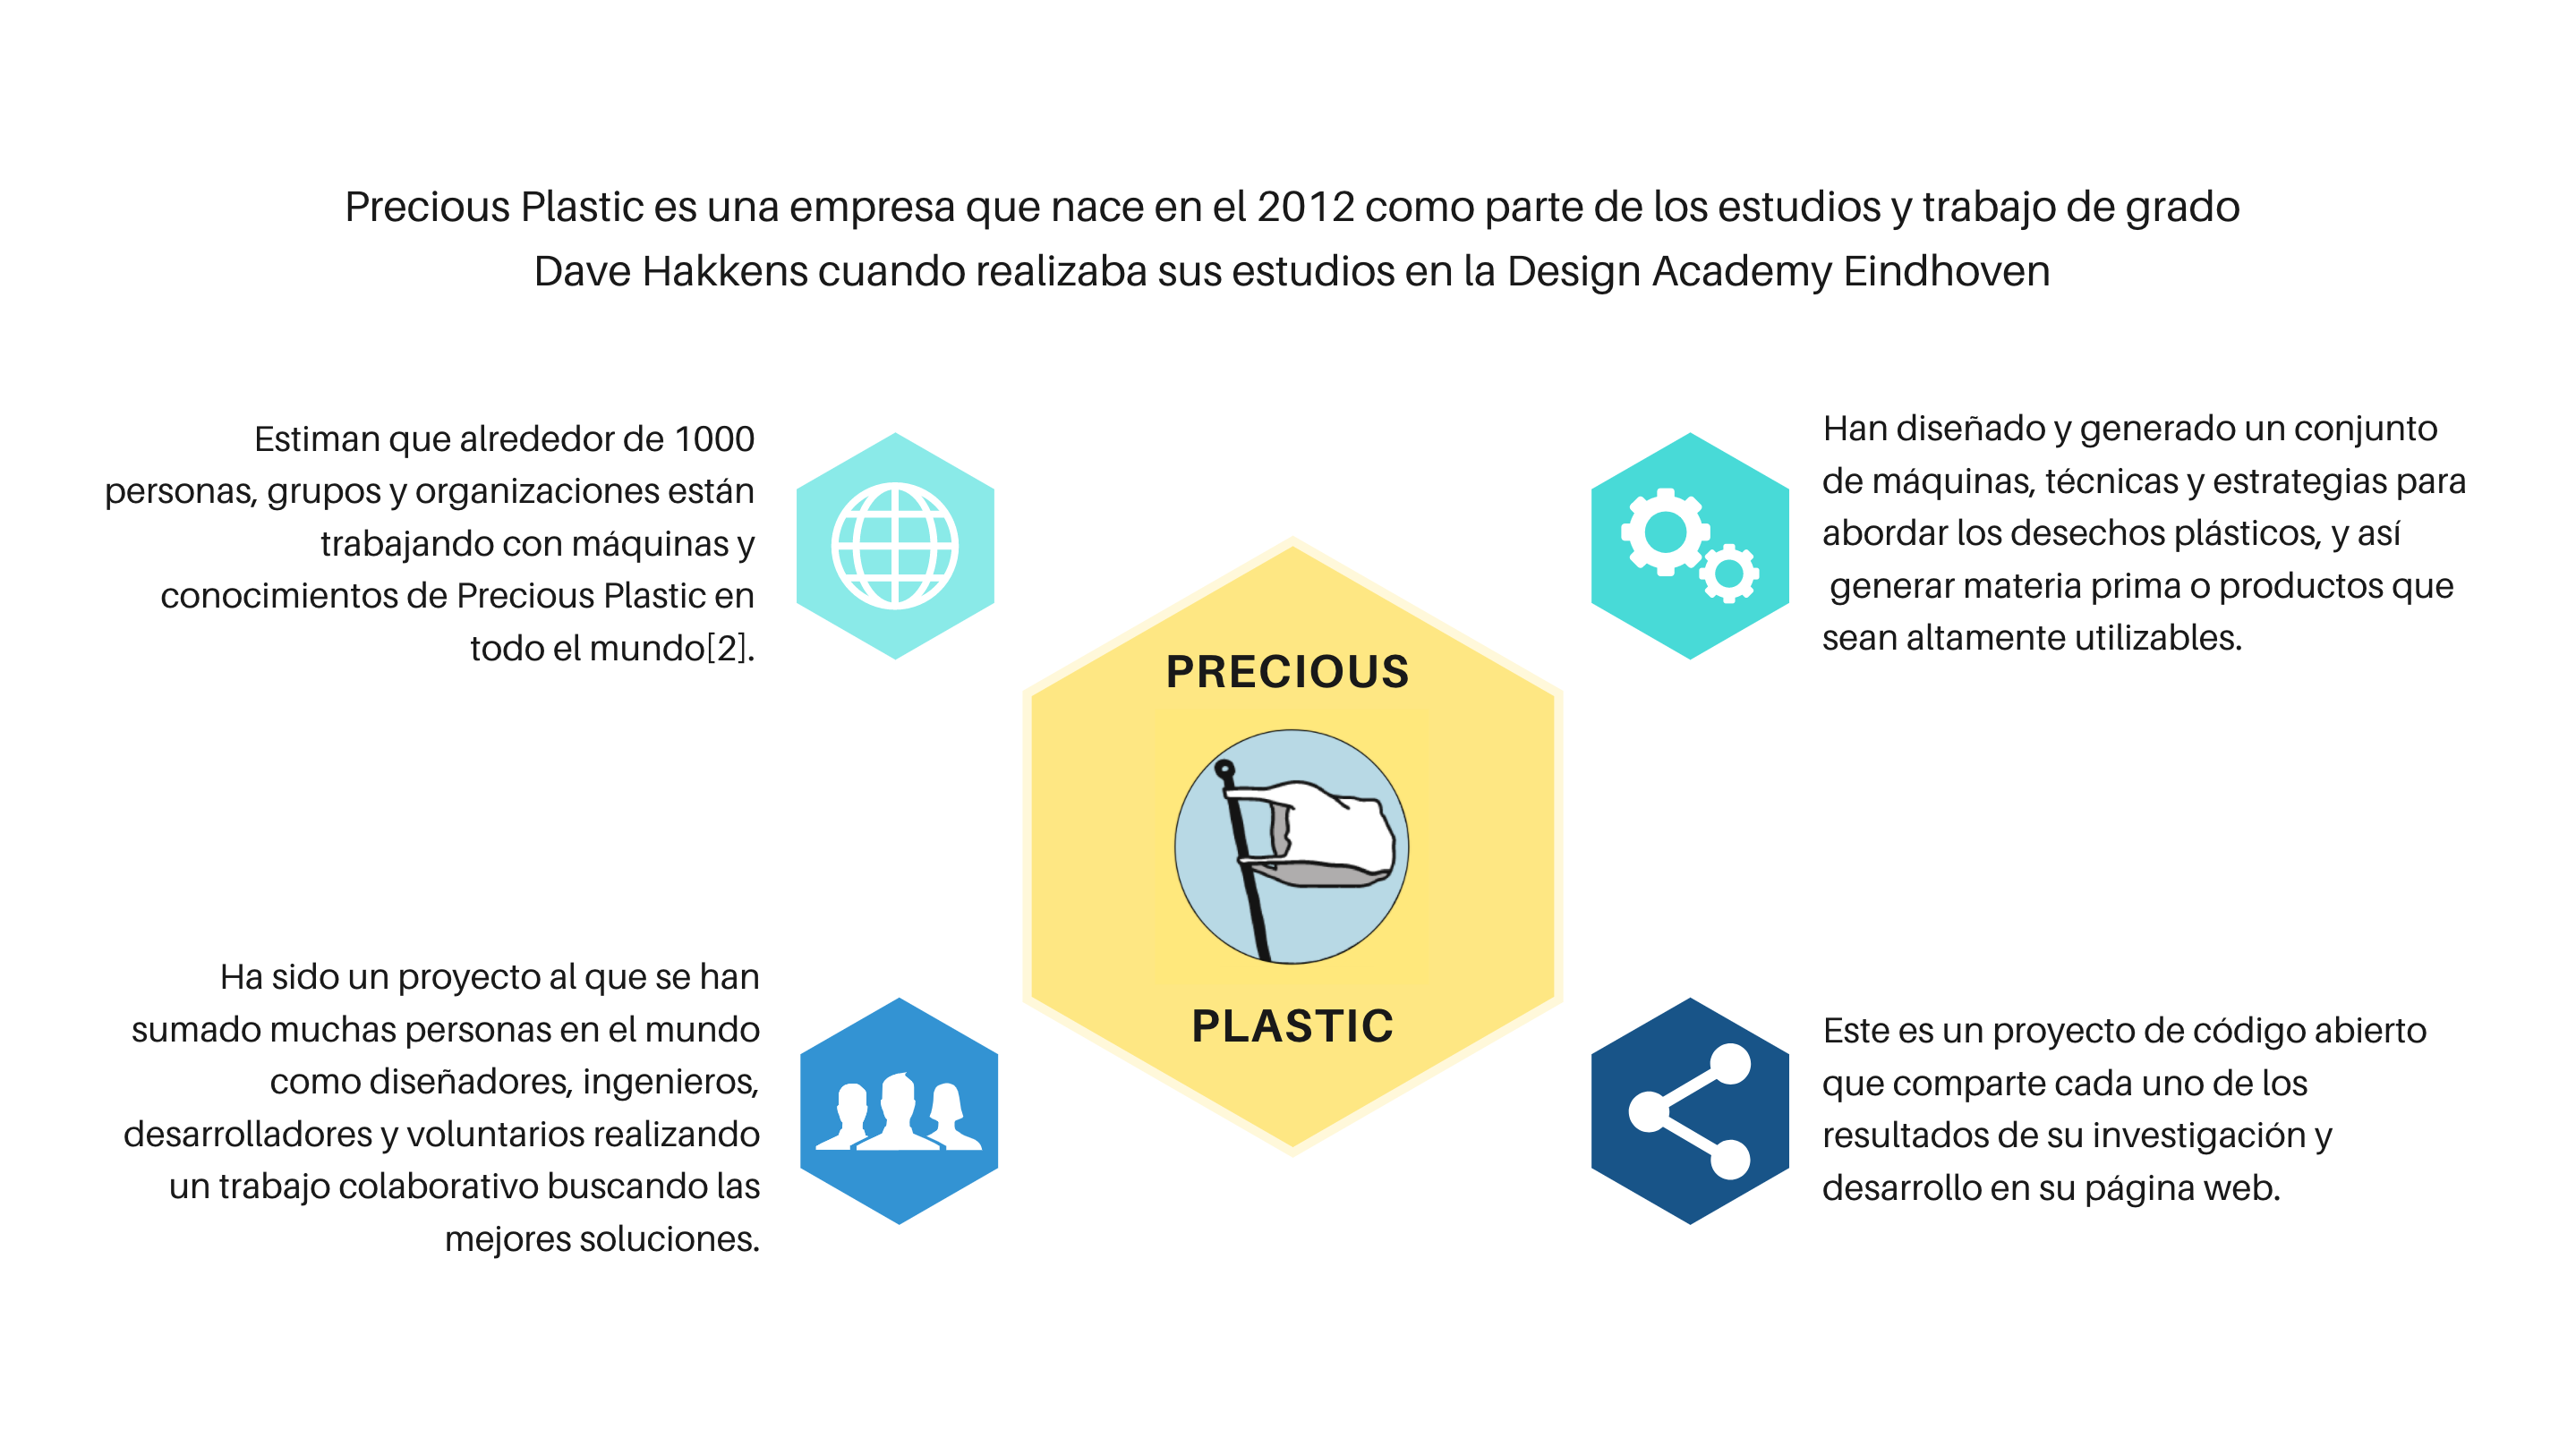 Precious Plastic es una empresa que nace en el 2012 como parte de los estudios y trabajo de grado
Dave Hakkens cuando realizaba sus estudios en la Design Academy Eindhoven
Estiman que alrededor de 1000
personas, grupos y organizaciones están
trabajando con máquinas y
conocimientos de Precious Plastic en
todo el mundo[2].
Han diseñado y generado un conjunto
de máquinas, técnicas y estrategias para
abordar los desechos plásticos, y así
generar materia prima o productos que
sean altamente utilizables.
PRECIOUS
PLASTIC
Ha sido un proyecto al que se han
sumado muchas personas en el mundo
como diseñadores, ingenieros,
desarrolladores y voluntarios realizando
un trabajo colaborativo buscando las
mejores soluciones.
Este es un proyecto de código abierto
que comparte cada uno de los
resultados de su investigación y
desarrollo en su página web.